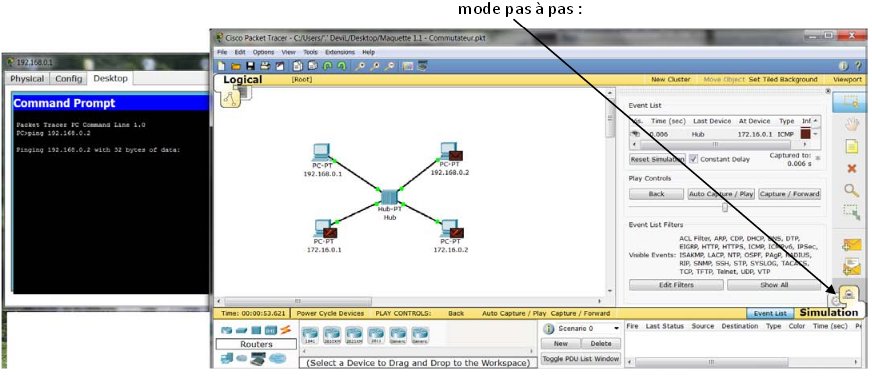 mode pas à pas :
192.168.0.1
Physical Config Desktop
Command Prompt
Packet Tracer PC Command Line 1.0
PC>ping 192.168.0.2
Pinging 192.168.0.2 with 32 bytes of data:
Cisco Packet Tracer - C:/Users/'.' DeviL/Desktop/Maquette 1.1 - Commutateur.pkt
File Edit Options View Tools Extensions Help
Logical [Root] New Cluster Move Object Set Tiled Background Viewport
PC-PT
192.168.0.1
PC-PT
192.168.0.2
Hub-PT
Hub
PC-PT
172.16.0.1
PC-PT
172.16.0.2
Event List
Vis. Time (sec) Last Device At Device Type Inf
0.006 Hub 172.16.0.1 ICMP
Reset Simulation Constant Delay Captured to:
0.006 s
Play Controls
Back Auto Capture / Play Capture / Forward
Event List Filters
Visible Events:
ACL Filter, ARP, CDP, DHCP, DNS, DTP,
EIGRP, HTTP, HTTPS, ICMP, ICMPv6, IPSec,
ISAKMP, LACP, NTP, OSPF, PAgP, RADIUS,
RIP, SNMP, SSH, STP, SYSLOG, TACACS,
TCP, TFTP, Telnet, UDP, VTP
Edit Filters Show All
Time: 00:00:53.621 Power Cycle Devices PLAY CONTROLS: Back Auto Capture / Play Capture / Forward Event List Simulation
Routers
1841 2620XM 2621XM 2811 Generic Generic
(Select a Device to Drag and Drop to the Workspace)
Scenario 0
New Delete
Toggle PDU List Window
Fire Last Status Source Destination Type Color Time (sec) Pe